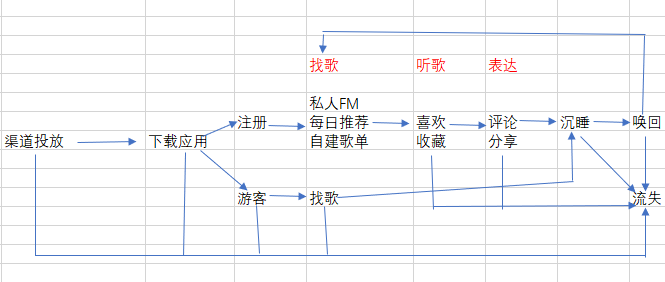 找歌 听歌 表达
私人FM
注册 每日推荐 喜欢 评论 沉睡 唤回
渠道投放 下载应用 自建歌单 收藏 分享
游客 找歌 流失